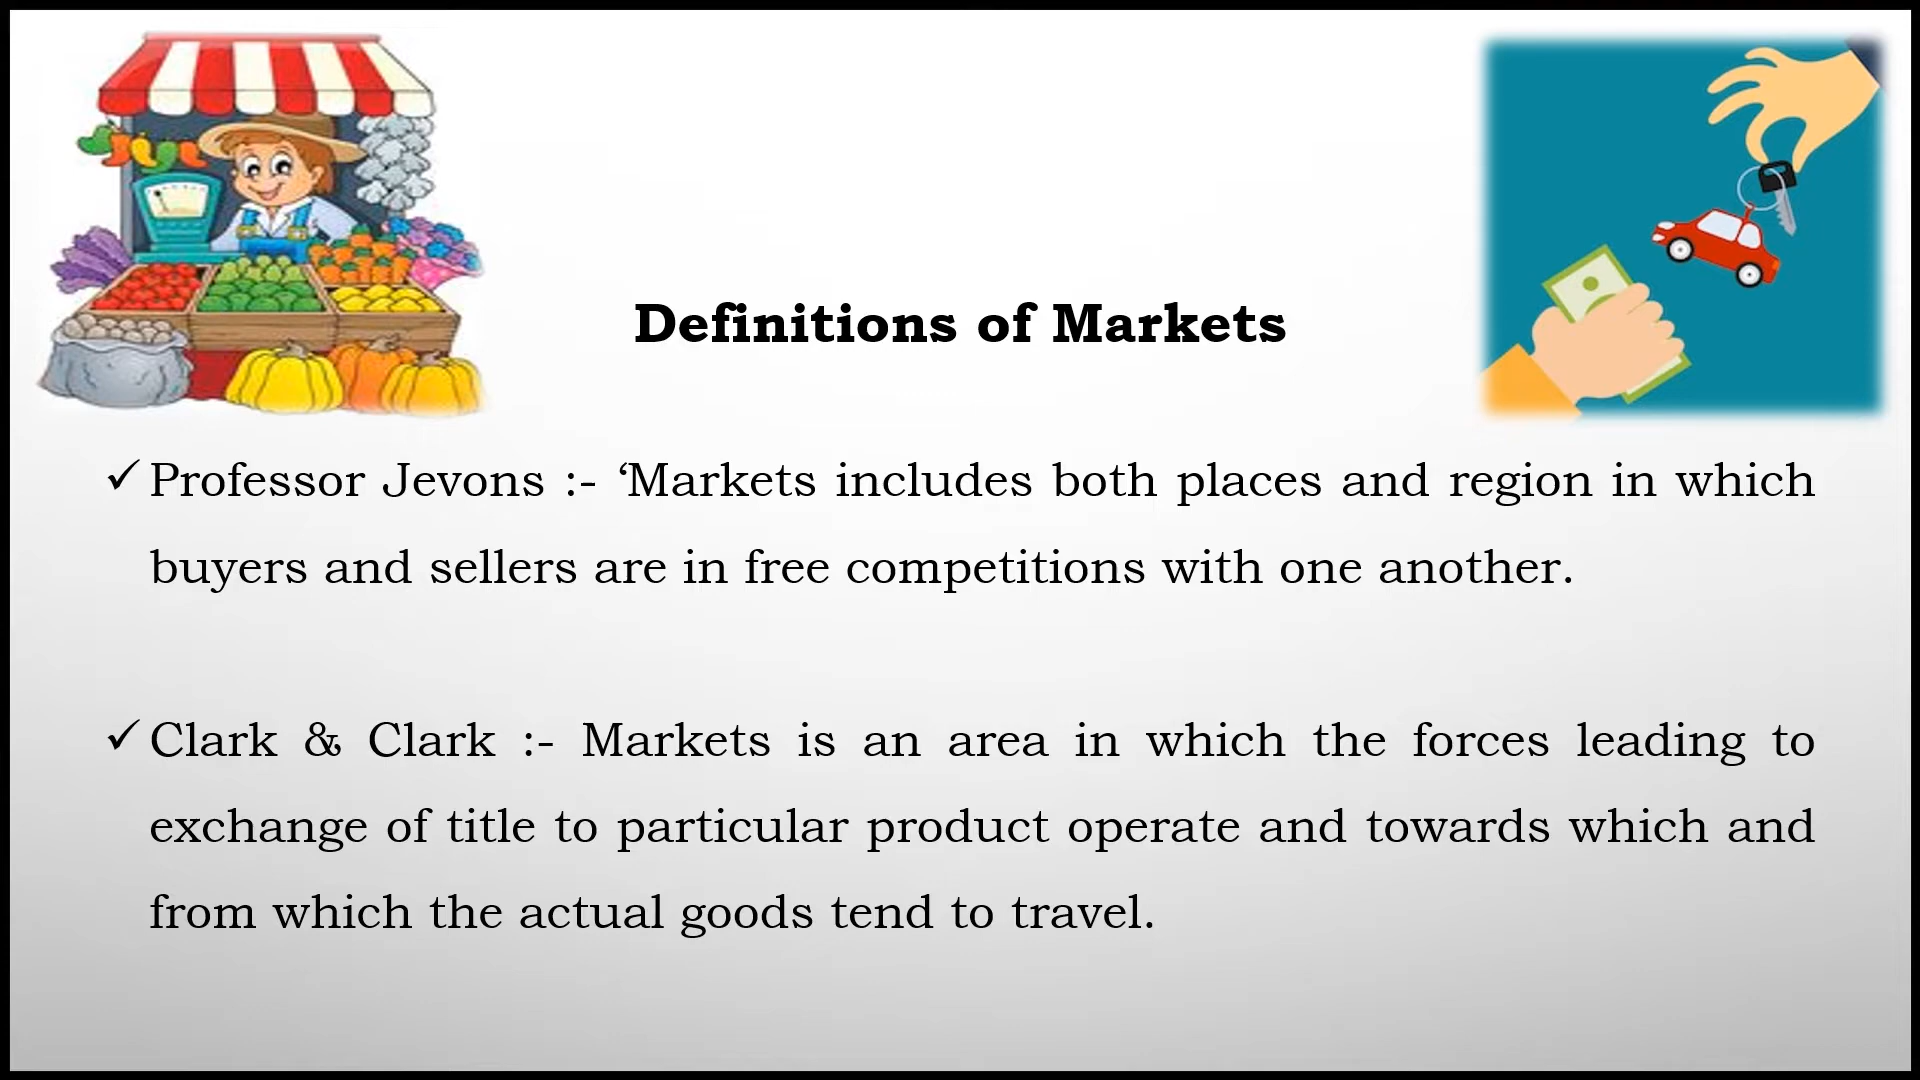 Definitions of Markets
✓ Professor Jevons :- ‘Markets includes both places and region in which
buyers and sellers are in free competitions with one another.
✓ Clark & Clark :- Markets is an area in which the forces leading to
exchange of title to particular product operate and towards which and
from which the actual goods tend to travel.